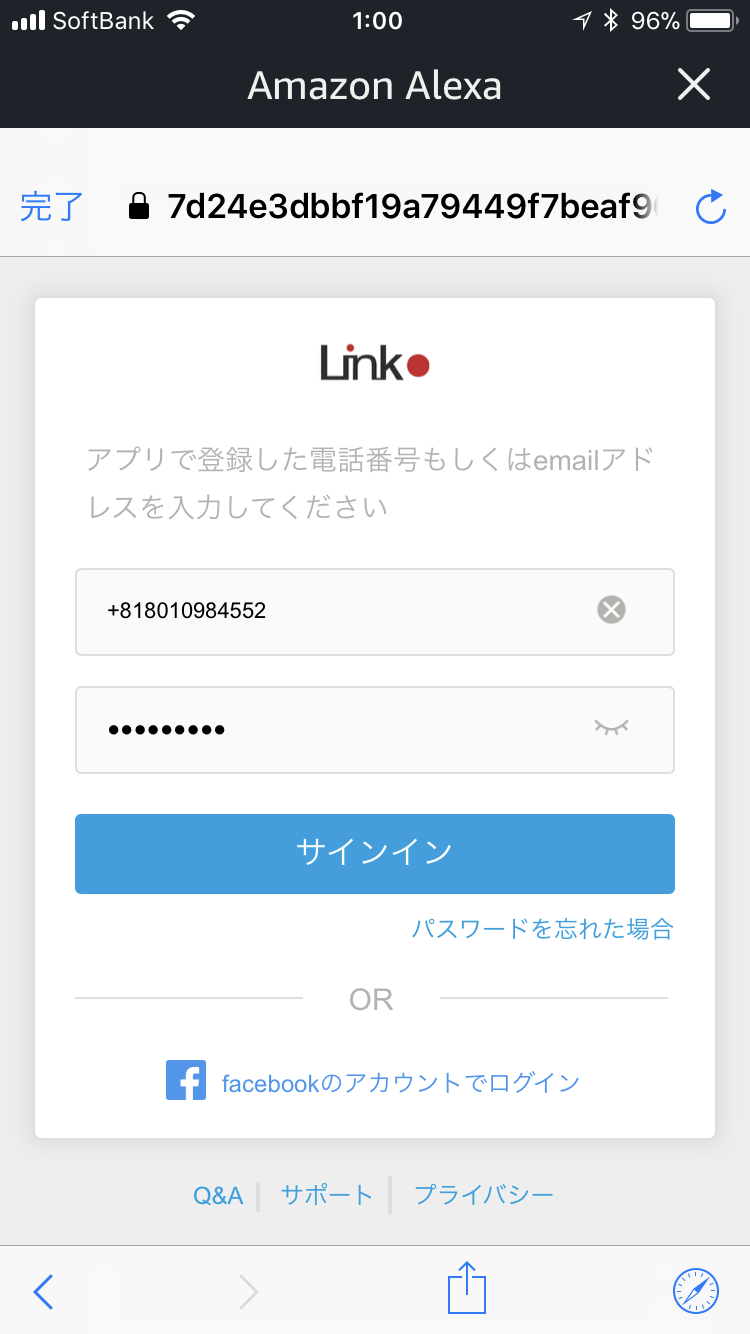 SoftBank 1:00 96%
Amazon Alexa
完了 7d24e3dbbf19a79449f7beaf9
Link
アプリで登録した電話番号もしくはemailアド
レスを入力してください
+818010984552
•••••••••
サインイン
パスワードを忘れた場合
OR
facebookのアカウントでログイン
Q&A サポート プライバシー